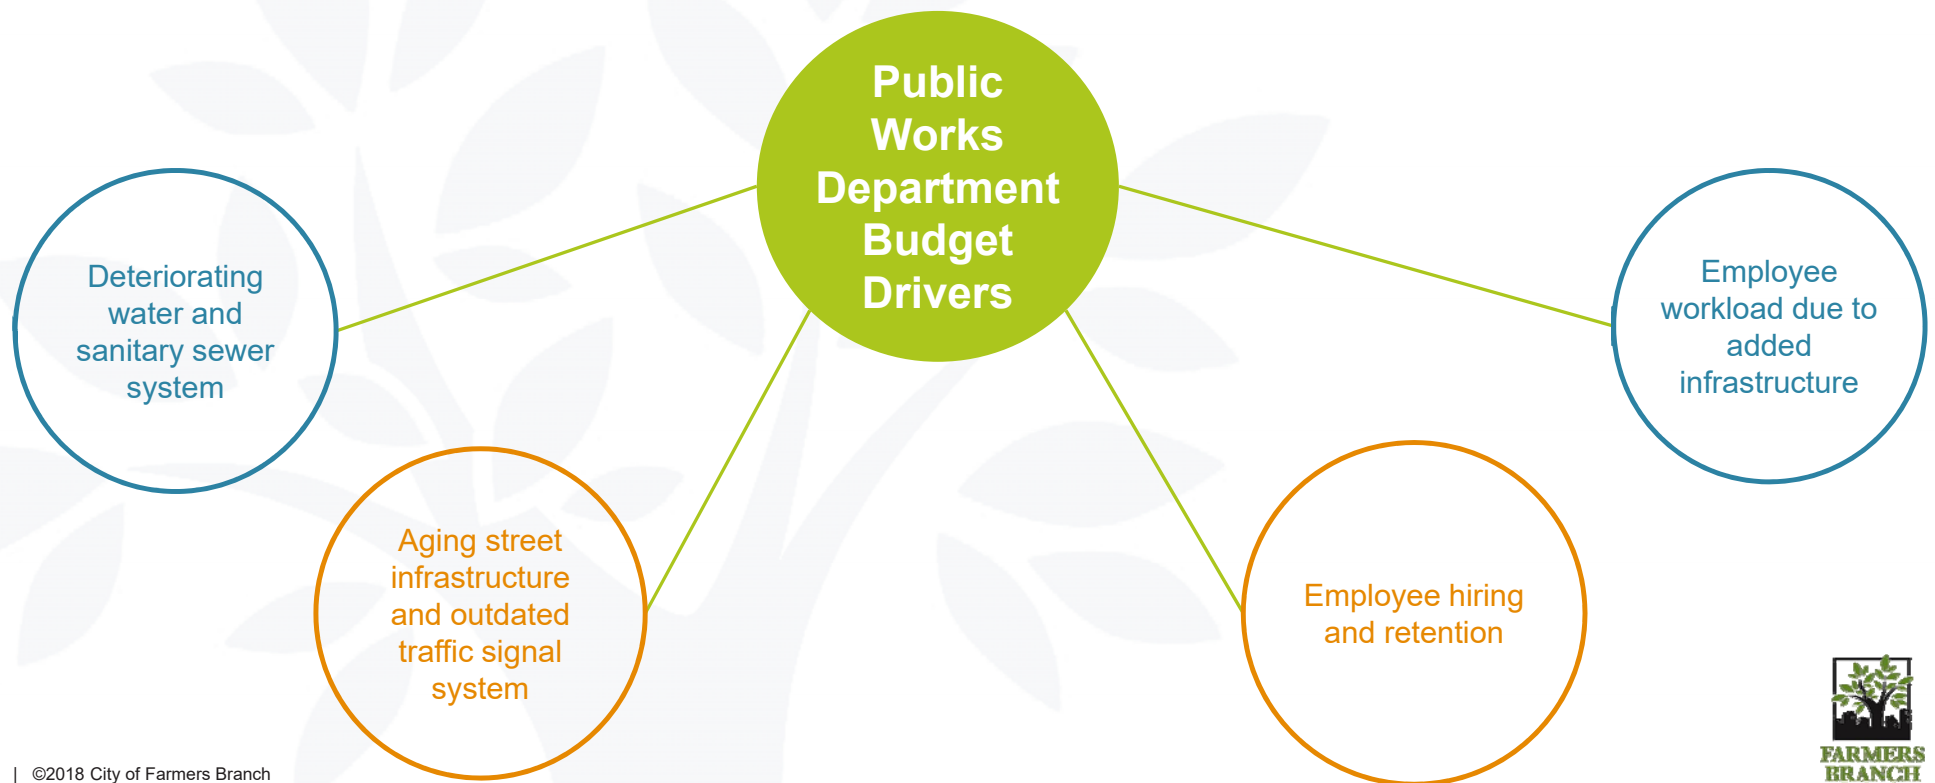 Public
Works
Department
Budget
Drivers
Deteriorating
water and
sanitary sewer
system
Aging street
infrastructure
and outdated
traffic signal
system
Employee hiring
and retention
Employee
workload due to
added
infrastructure
| ©2018 City of Farmers Branch
FARMERS
BRANCH